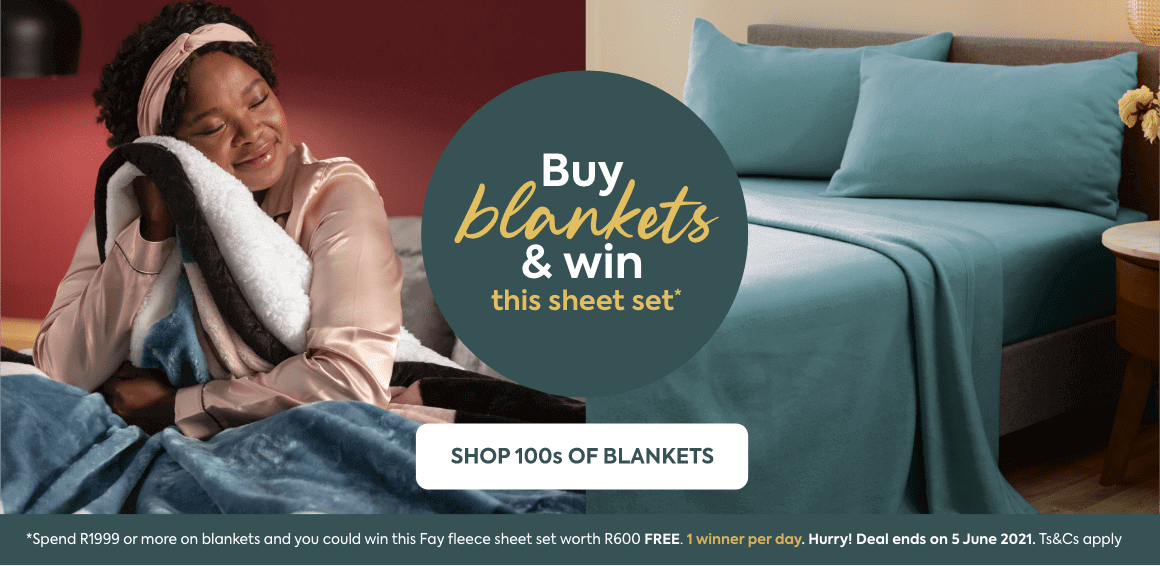 Buy
blankets
& win
this sheet set*
SHOP 100s OF BLANKETS
*Spend R1999 or more on blankets and you could win this Fay fleece sheet set worth R600 FREE. 1 winner per day. Hurry! Deal ends on 5 June 2021. Ts&Cs apply